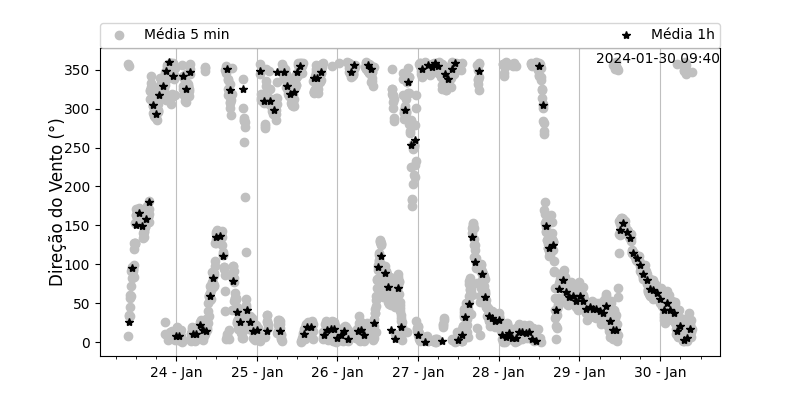 Média 5 min
Média 1h
2024-01-30 09:40
Direção do Vento (°)
350
300
250
200
150
100
50
0
24 - Jan
25 - Jan
26 - Jan
27 - Jan
28 - Jan
29 - Jan
30 - Jan